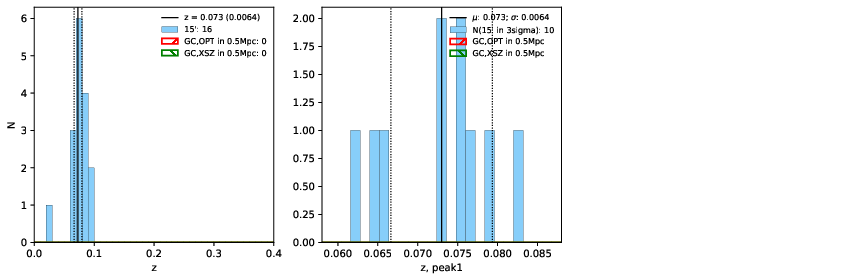 z = 0.073 (0.0064)
15': 16
GC,OPT in 0.5Mpc: 0
GC,XSZ in 0.5Mpc: 0
6
5
4
3
2
1
0
N
0.0 0.1 0.2 0.3 0.4
z
μ: 0.073; σ: 0.0064
N(15' in 3sigma): 10
GC,OPT in 0.5Mpc
GC,XSZ in 0.5Mpc
2.00
1.75
1.50
1.25
1.00
0.75
0.50
0.25
0.00
0.060 0.065 0.070 0.075 0.080 0.085
z, peak1